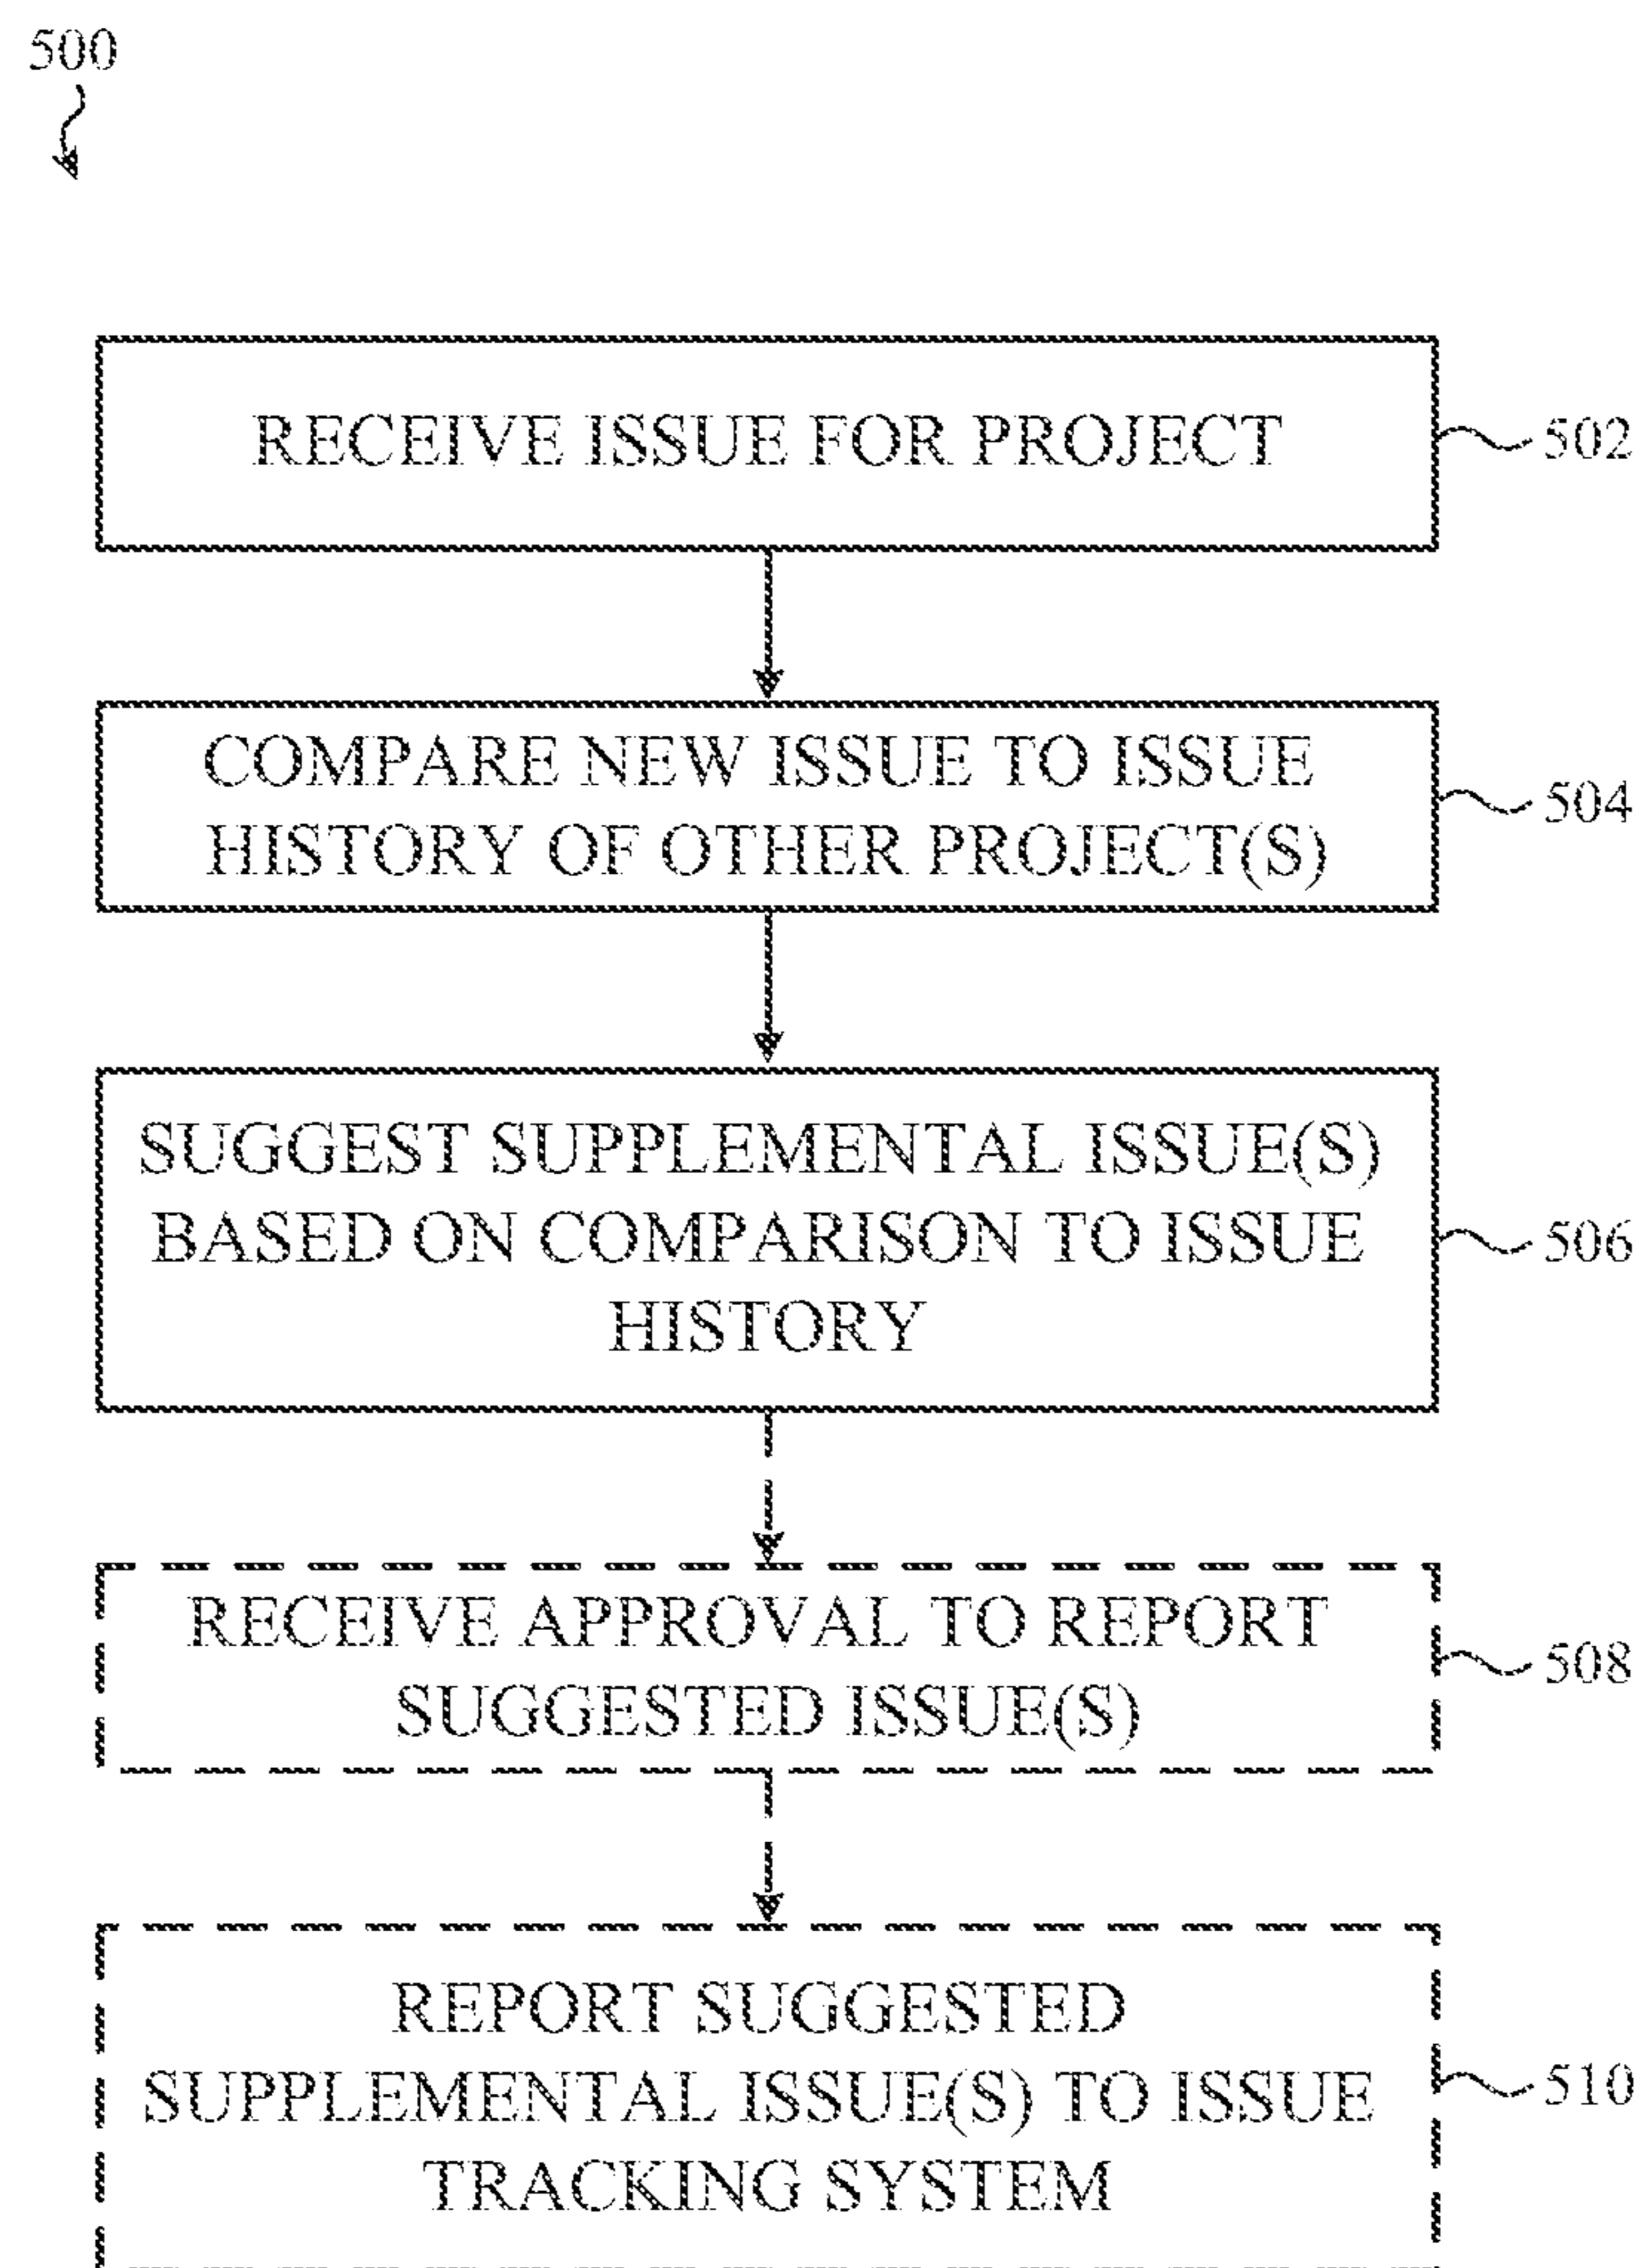 500
RECEIVE ISSUE FOR PROJECT
502
COMPARE NEW ISSUE TO ISSUE
HISTORY OF OTHER PROJECT(S)
504
SUGGEST SUPPLEMENTAL ISSUE(S)
BASED ON COMPARISON TO ISSUE
HISTORY
506
RECEIVE APPROVAL TO REPORT
SUGGESTED ISSUE(S)
508
REPORT SUGGESTED
SUPPLEMENTAL ISSUE(S) TO ISSUE
TRACKING SYSTEM
510